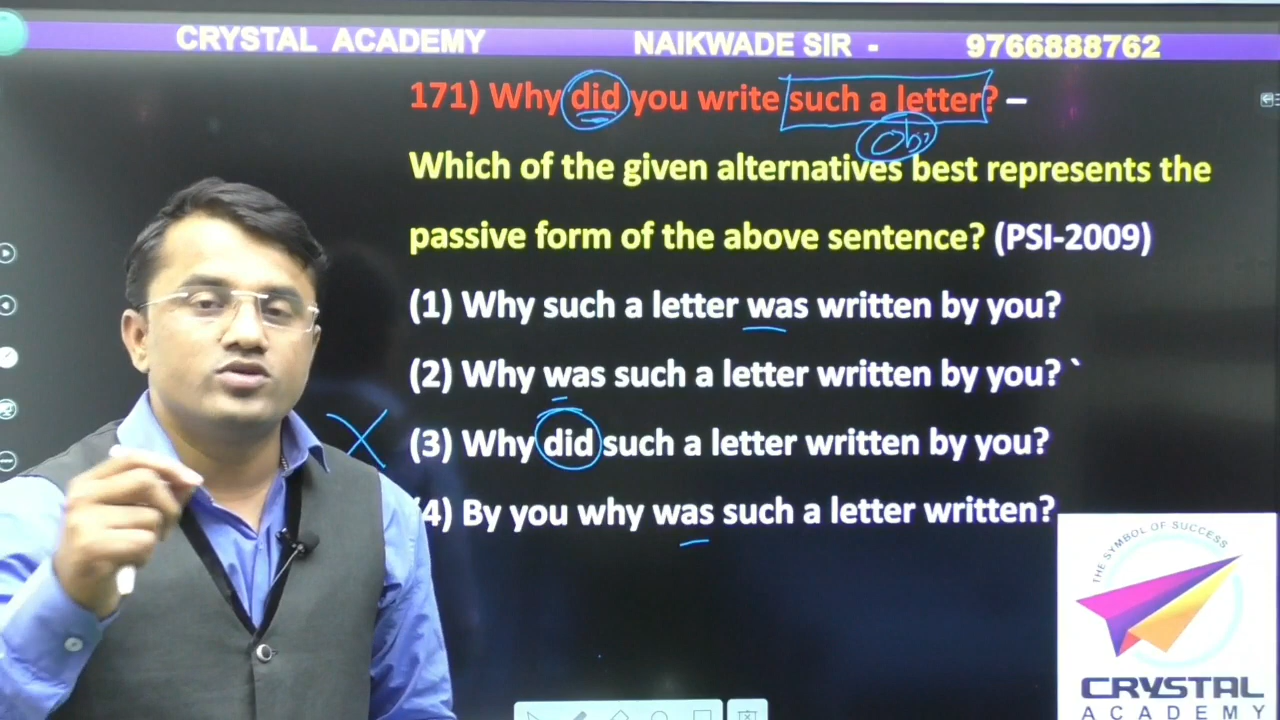 CRYSTAL ACADEMY NAIKWADE SIR - 9766888762
171) Why did you write such a letter? –
obj
Which of the given alternatives best represents the
passive form of the above sentence? (PSI-2009)
(1) Why such a letter was written by you?
(2) Why was such a letter written by you? `
(3) Why did such a letter written by you?
4) By you why was such a letter written?
THE SYMBOL OF SUCCESS
CRYSTAL
ACADEMY